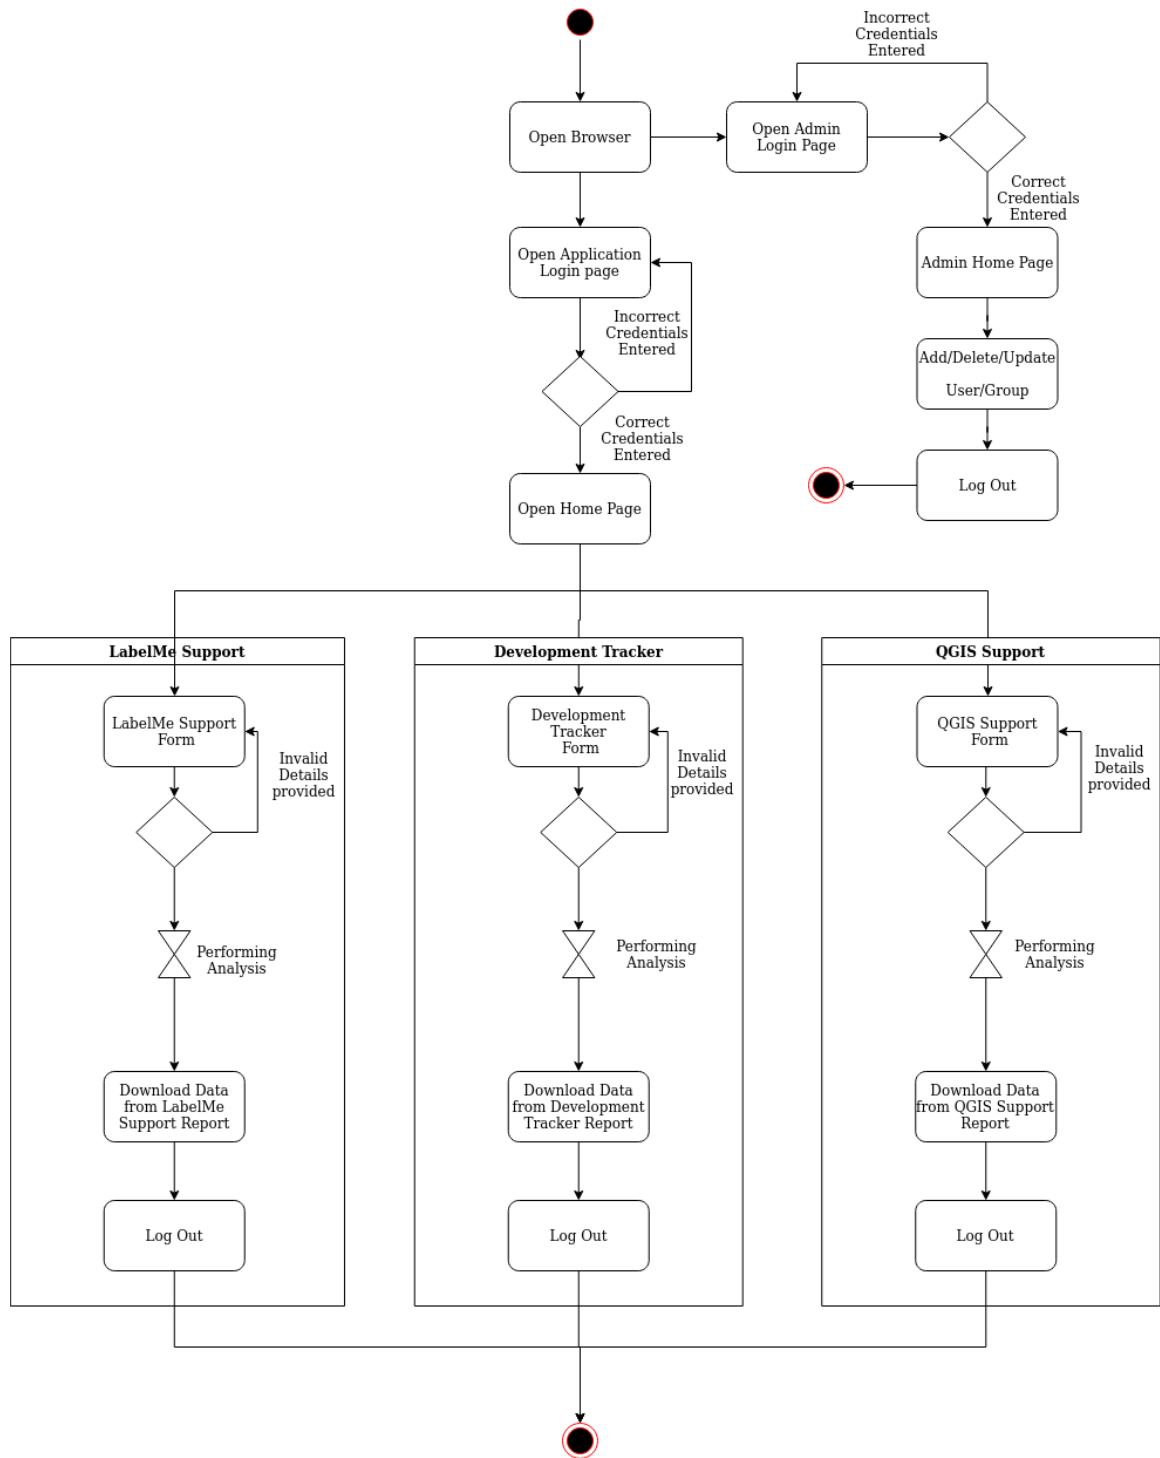 Incorrect
Credentials
Entered
Open Browser
Open Admin
Login Page
Correct
Credentials
Entered
Open Application
Login page
Admin Home Page
Incorrect
Credentials
Entered
Add/Delete/Update
User/Group
Correct
Credentials
Entered
Open Home Page
Log Out
LabelMe Support
Development Tracker
QGIS Support
LabelMe Support
Form
Invalid
Details
provided
Development
Tracker
Form
Invalid
Details
provided
QGIS Support
Form
Invalid
Details
provided
Performing
Analysis
Performing
Analysis
Performing
Analysis
Download Data
from LabelMe
Support Report
Download Data
from Development
Tracker Report
Download Data
from QGIS Support
Report
Log Out
Log Out
Log Out